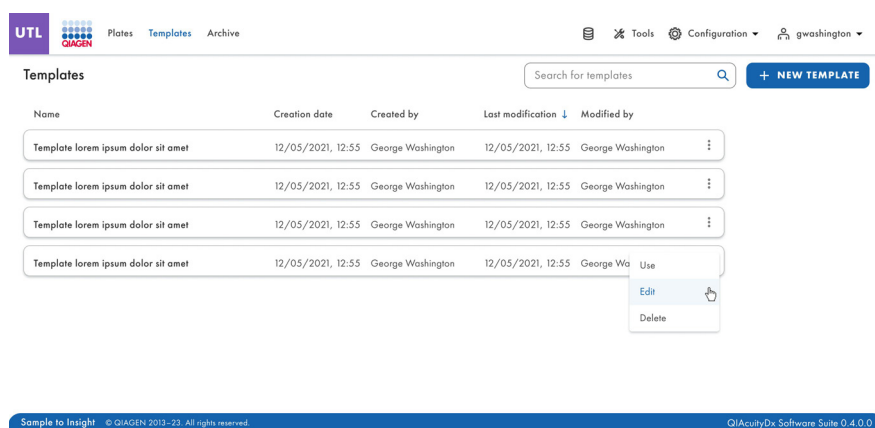 UTL QIAGEN Plates Templates Archive Tools Configuration gwashington
Templates Search for templates + NEW TEMPLATE
Name Creation date Created by Last modification ↓ Modified by
Template lorem ipsum dolor sit amet 12/05/2021, 12:55 George Washington 12/05/2021, 12:55 George Washington
Template lorem ipsum dolor sit amet 12/05/2021, 12:55 George Washington 12/05/2021, 12:55 George Washington
Template lorem ipsum dolor sit amet 12/05/2021, 12:55 George Washington 12/05/2021, 12:55 George Washington
Template lorem ipsum dolor sit amet 12/05/2021, 12:55 George Washington 12/05/2021, 12:55 George Wa
Use
Edit
Delete
Sample to Insight © QIAGEN 2013–23. All rights reserved. QIAcuityDx Software Suite 0.4.0.0